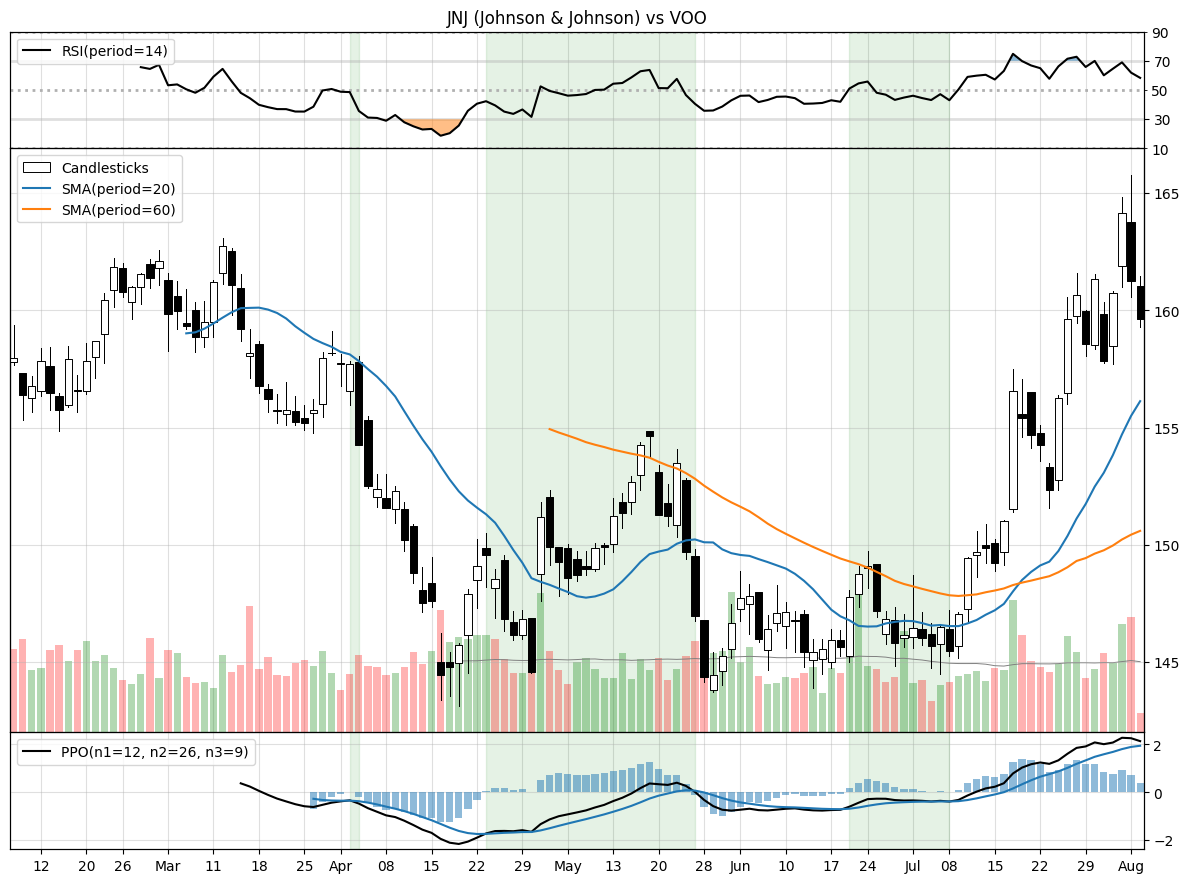 JNJ (Johnson & Johnson) vs VOO
RSI(period=14)
90
70
50
30
10
Candlesticks
SMA(period=20)
SMA(period=60)
165
160
155
150
145
PPO(n1=12, n2=26, n3=9)
2
0
−2
12 20 26 Mar 11 18 25 Apr 08 15 22 29 May 13 20 28 Jun 10 17 24 Jul 08 15 22 29 Aug